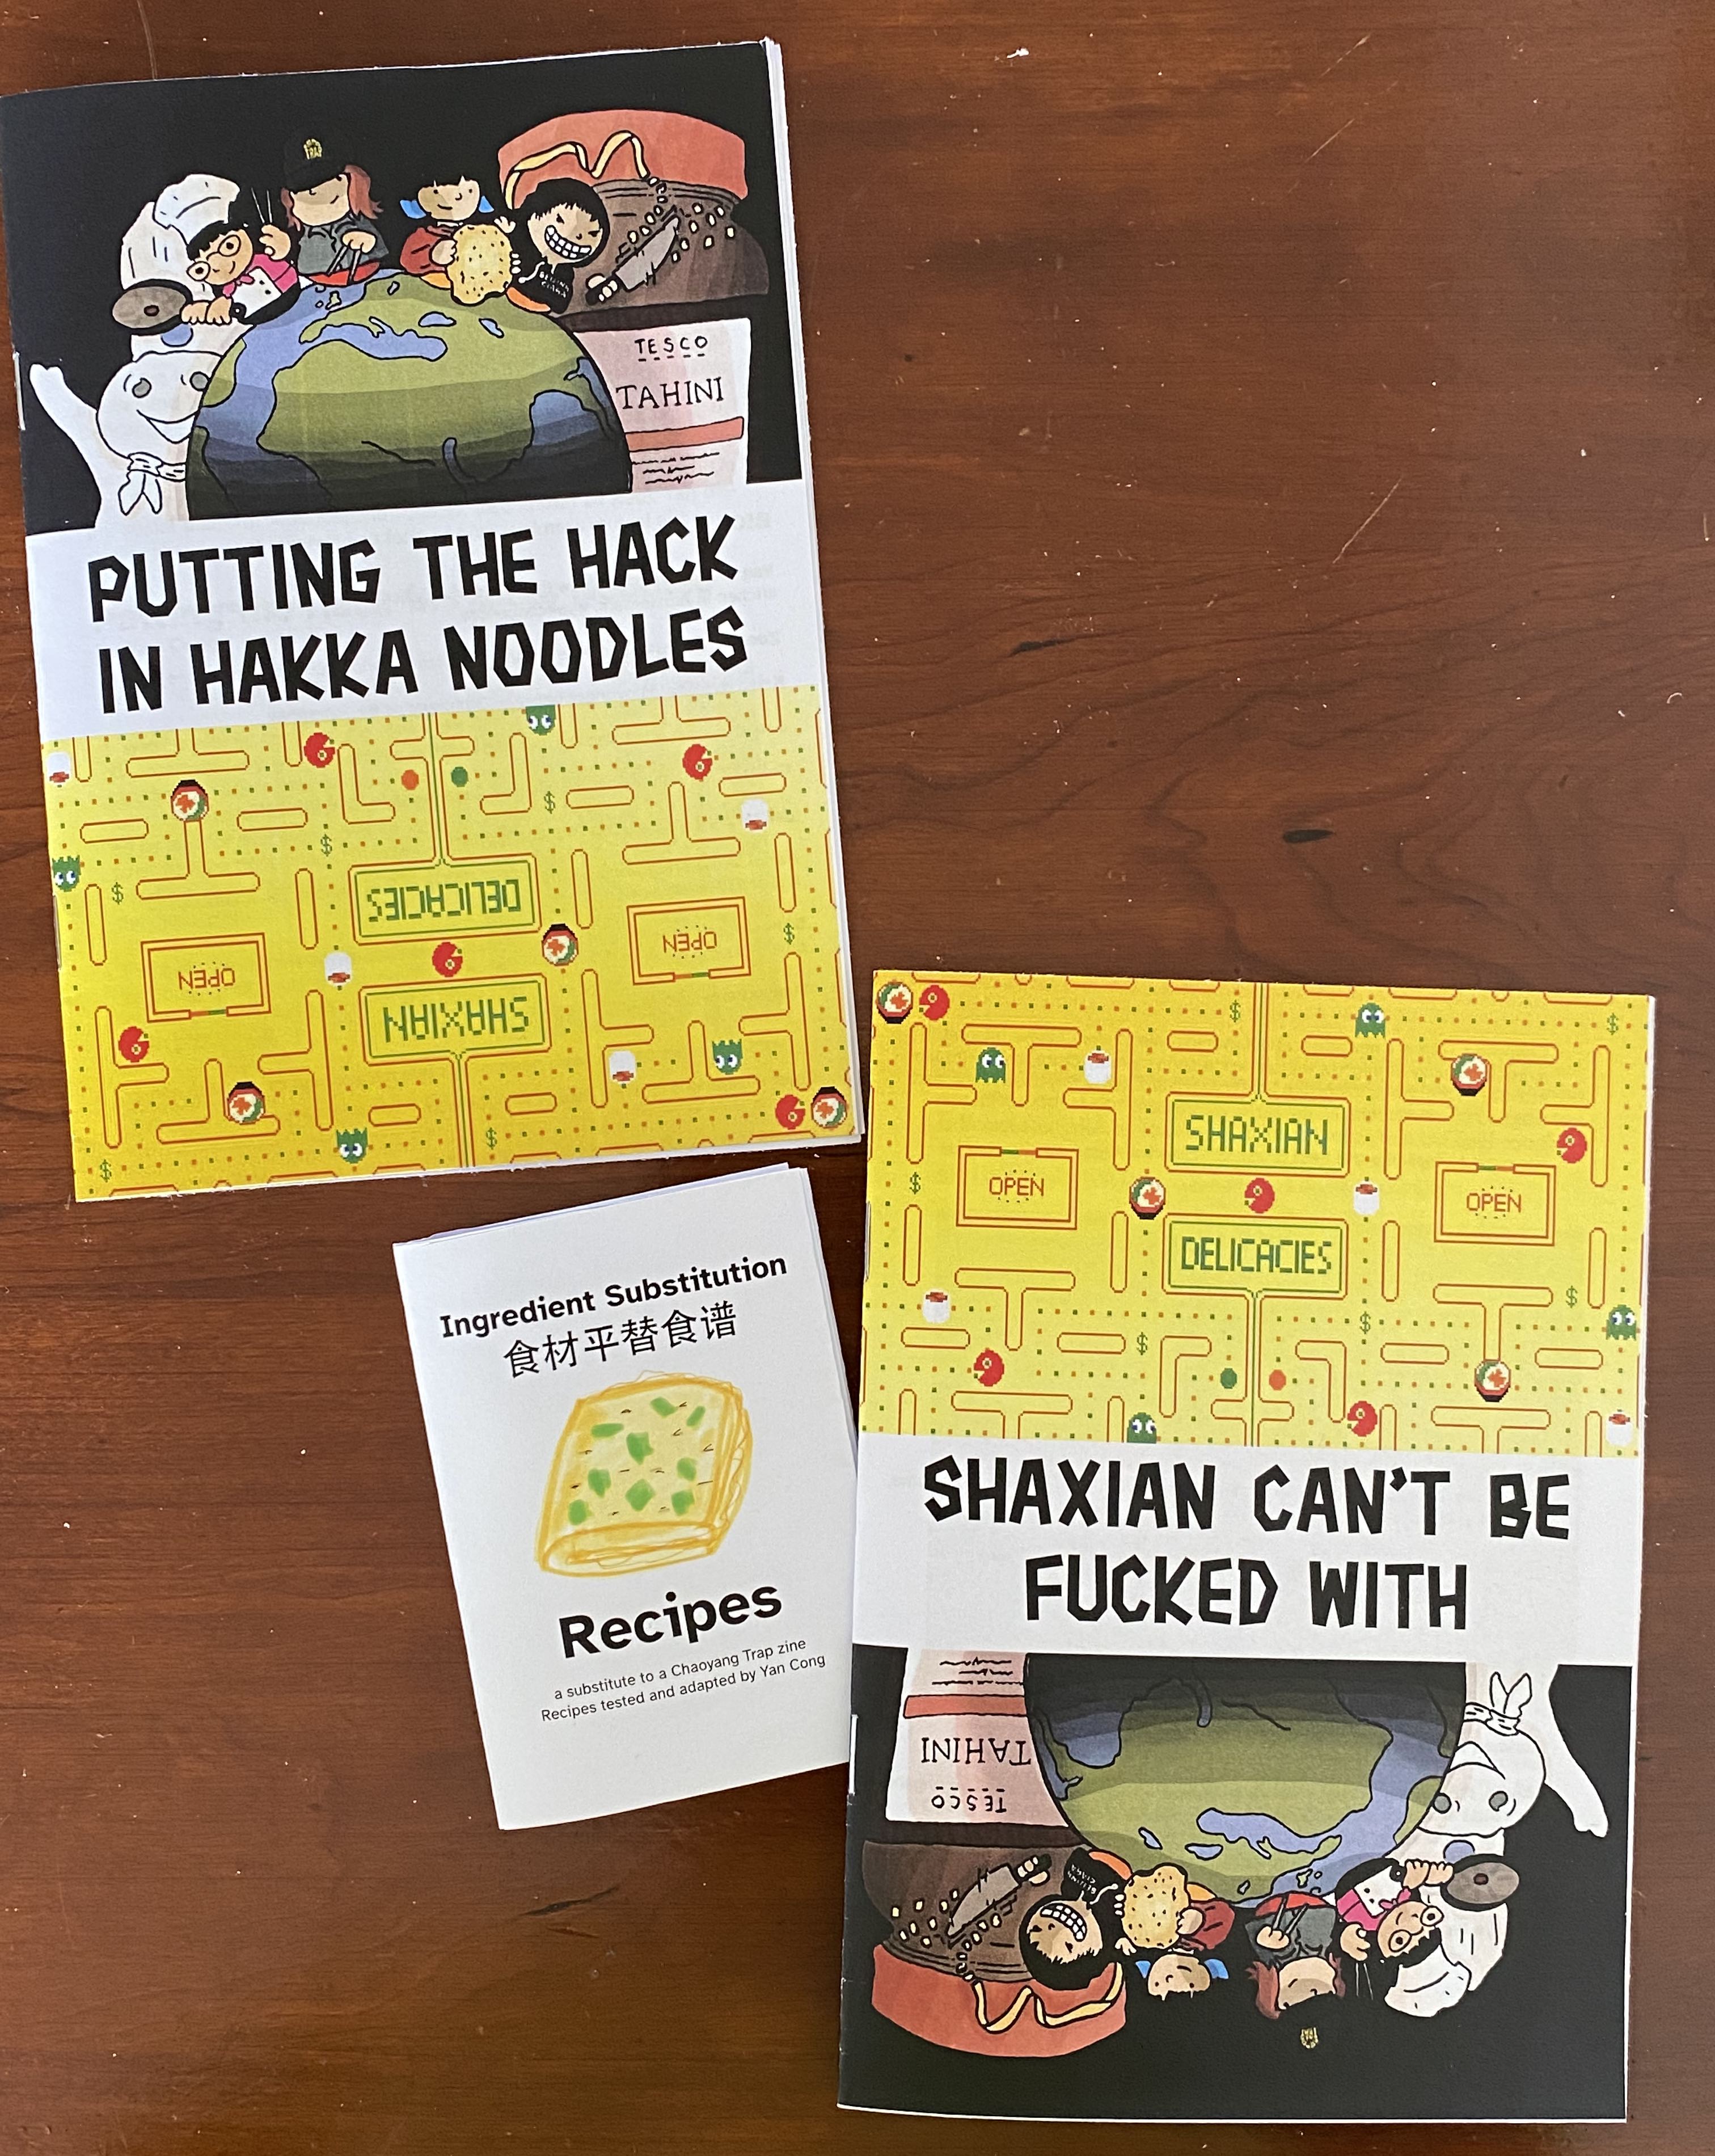 TESCO
TAHINI
PUTTING THE HACK
IN HAKKA NOODLES
DELICACIES
OPEN
OPEN
SHAXIAN
Ingredient Substitution
食材平替食谱
Recipes
a substitute to a Chaoyang Trap zine
Recipes tested and adapted by Yan Cong
SHAXIAN
OPEN
OPEN
DELICACIES
SHAXIAN CAN'T BE
FUCKED WITH
TAHINI
TESCO